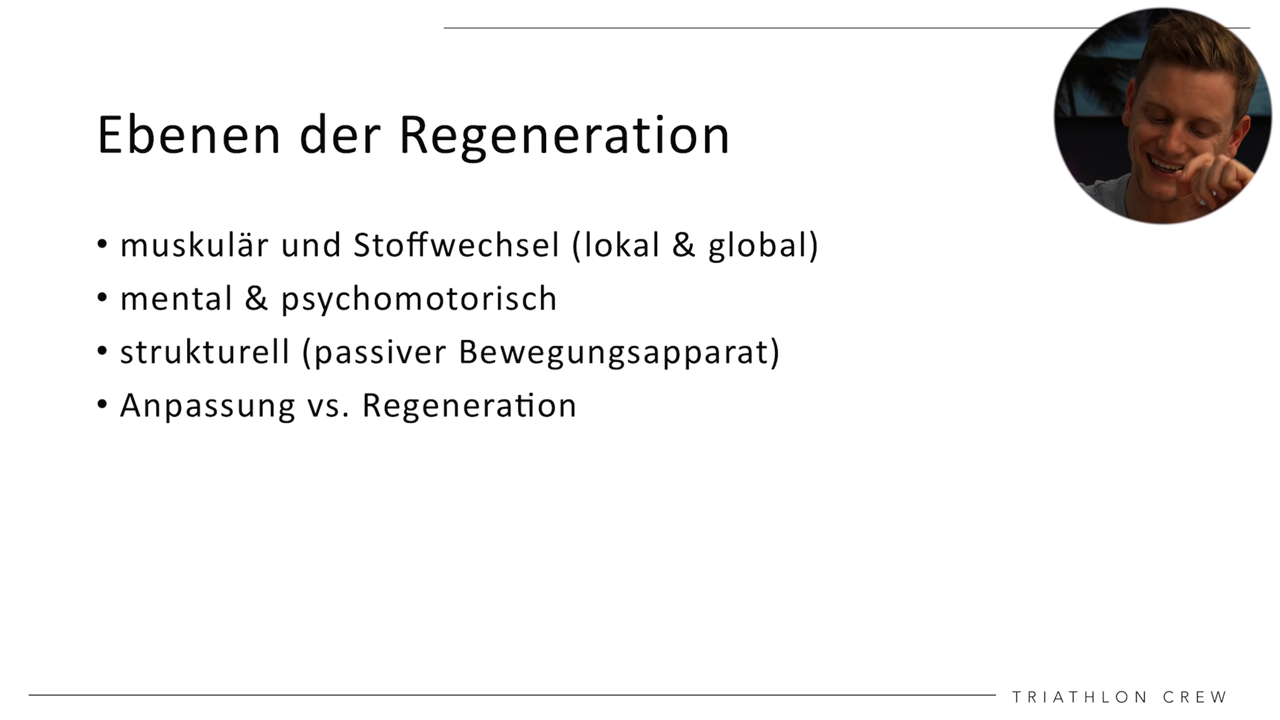 Ebenen der Regeneration
• muskulär und Stoffwechsel (lokal & global)
• mental & psychomotorisch
• strukturell (passiver Bewegungsapparat)
• Anpassung vs. Regeneration
TRIATHLON CREW